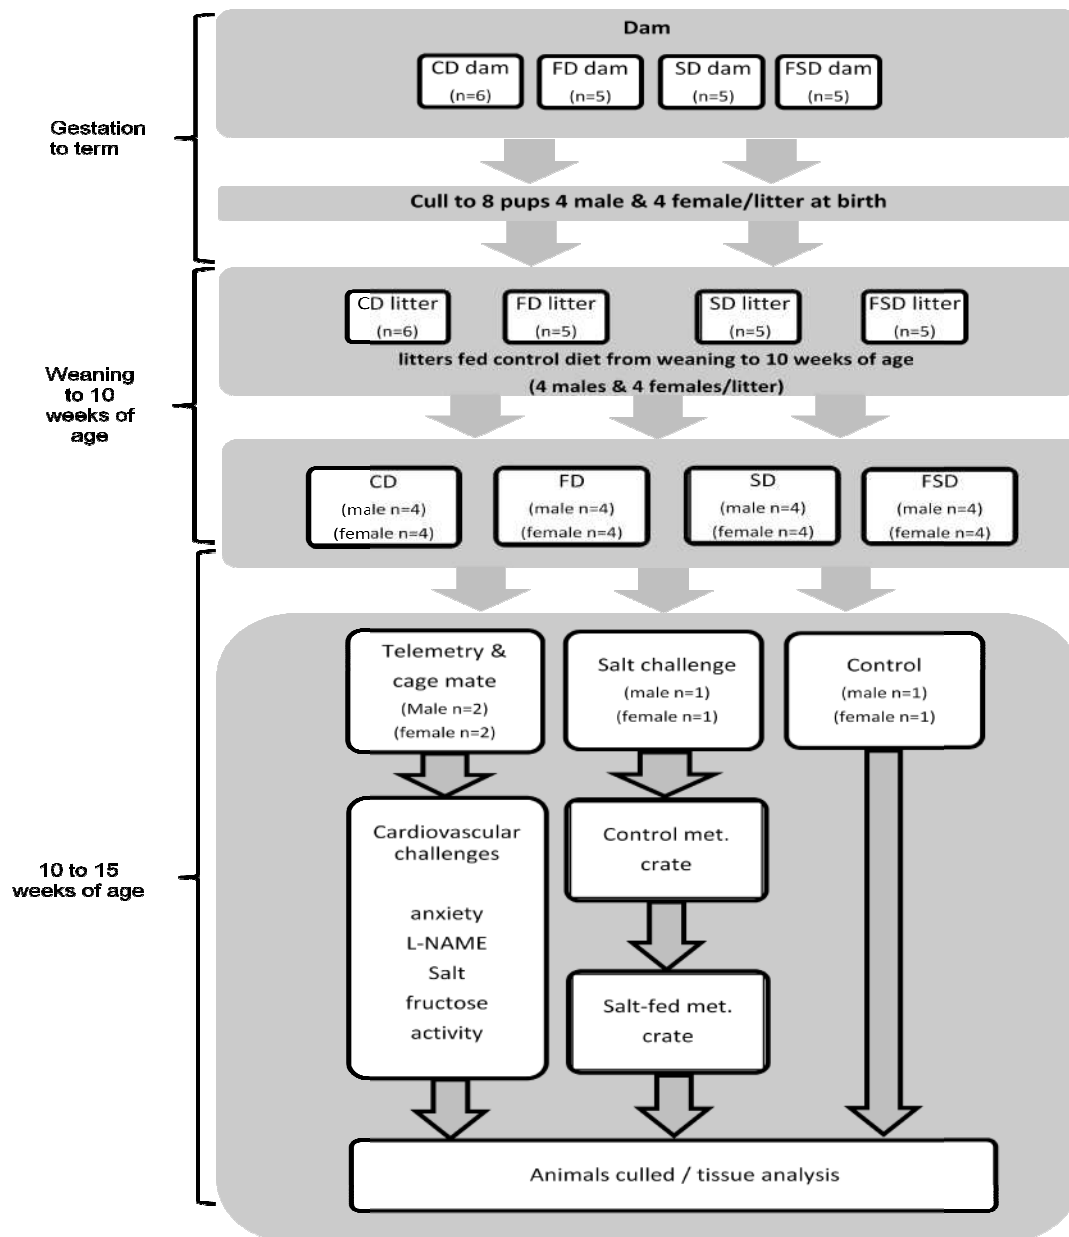 Dam
CD dam
(n=6)
FD dam
(n=5)
SD dam
(n=5)
FSD dam
(n=5)
Gestation
to term
Cull to 8 pups 4 male & 4 female/litter at birth
CD litter
(n=6)
FD litter
(n=5)
SD litter
(n=5)
FSD litter
(n=5)
litters fed control diet from weaning to 10 weeks of age
(4 males & 4 females/litter)
Weaning
to 10
weeks of
age
CD
(male n=4)
(female n=4)
FD
(male n=4)
(female n=4)
SD
(male n=4)
(female n=4)
FSD
(male n=4)
(female n=4)
Telemetry &
cage mate
(Male n=2)
(female n=2)
Salt challenge
(male n=1)
(female n=1)
Control
(male n=1)
(female n=1)
10 to 15
weeks of age
Cardiovascular
challenges
anxiety
L-NAME
Salt
fructose
activity
Control met.
crate
Salt-fed met.
crate
Animals culled / tissue analysis